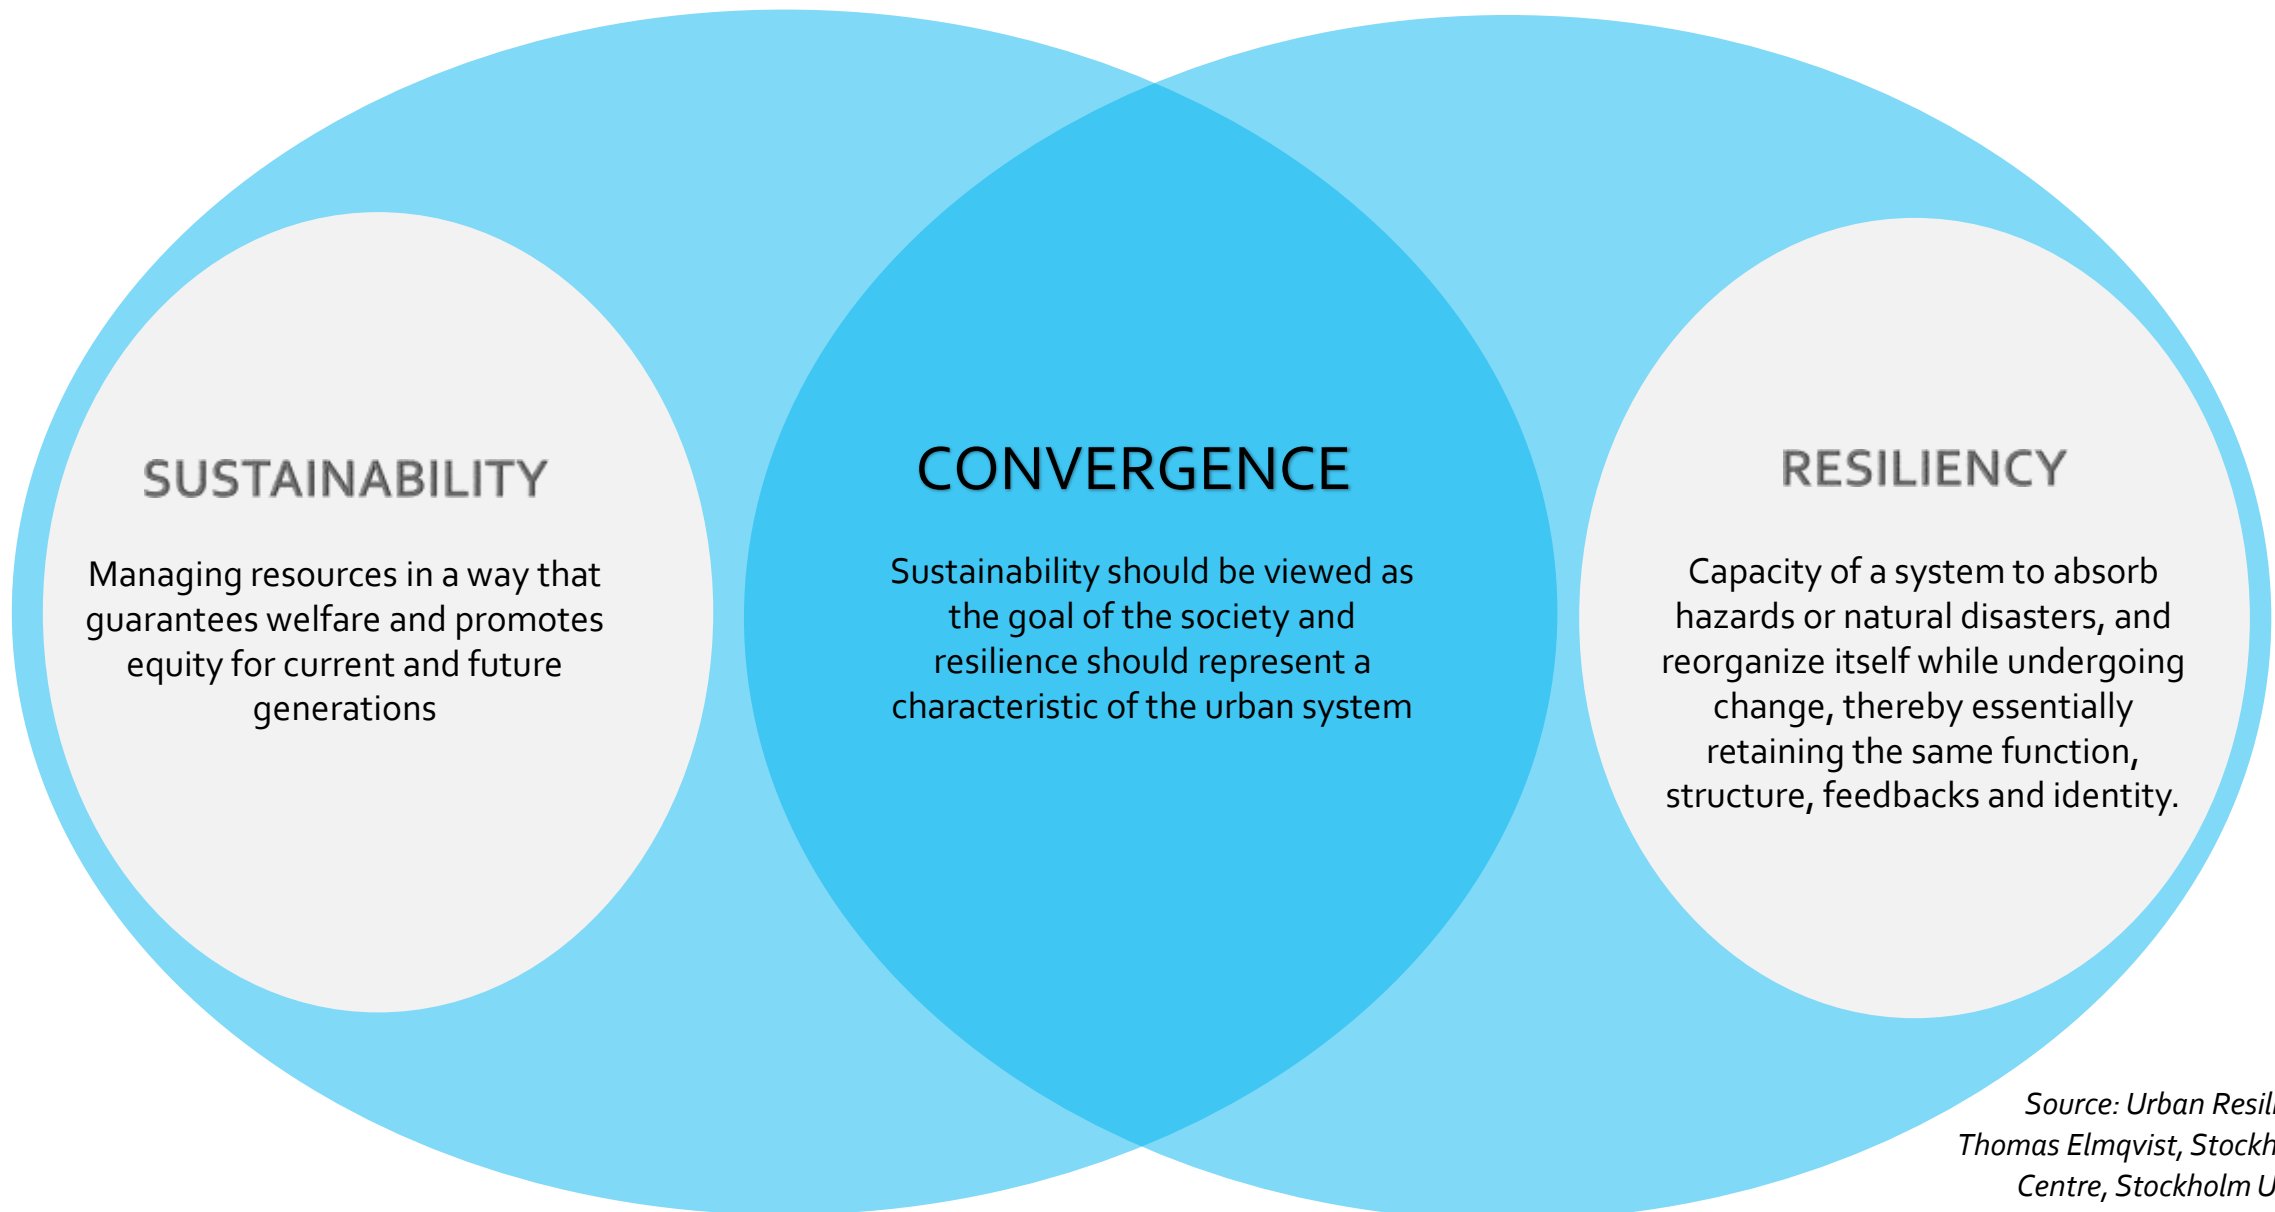 SUSTAINABILITY
Managing resources in a way that
guarantees welfare and promotes
equity for current and future
generations
CONVERGENCE
Sustainability should be viewed as
the goal of the society and
resilience should represent a
characteristic of the urban system
RESILIENCY
Capacity of a system to absorb
hazards or natural disasters, and
reorganize itself while undergoing
change, thereby essentially
retaining the same function,
structure, feedbacks and identity.
Source: Urban
Thomas Elmqvist,
Centre, Stockholm